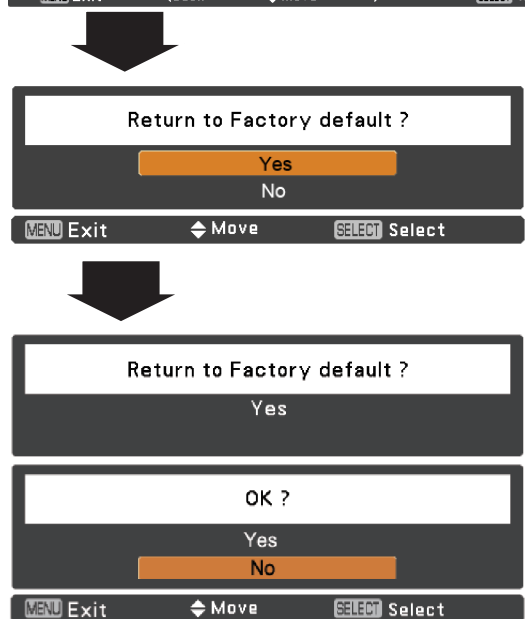 Return to Factory default ?
Yes
No
MENU Exit Move SELECT Select
Return to Factory default ?
Yes
OK ?
Yes
No
MENU Exit Move SELECT Select